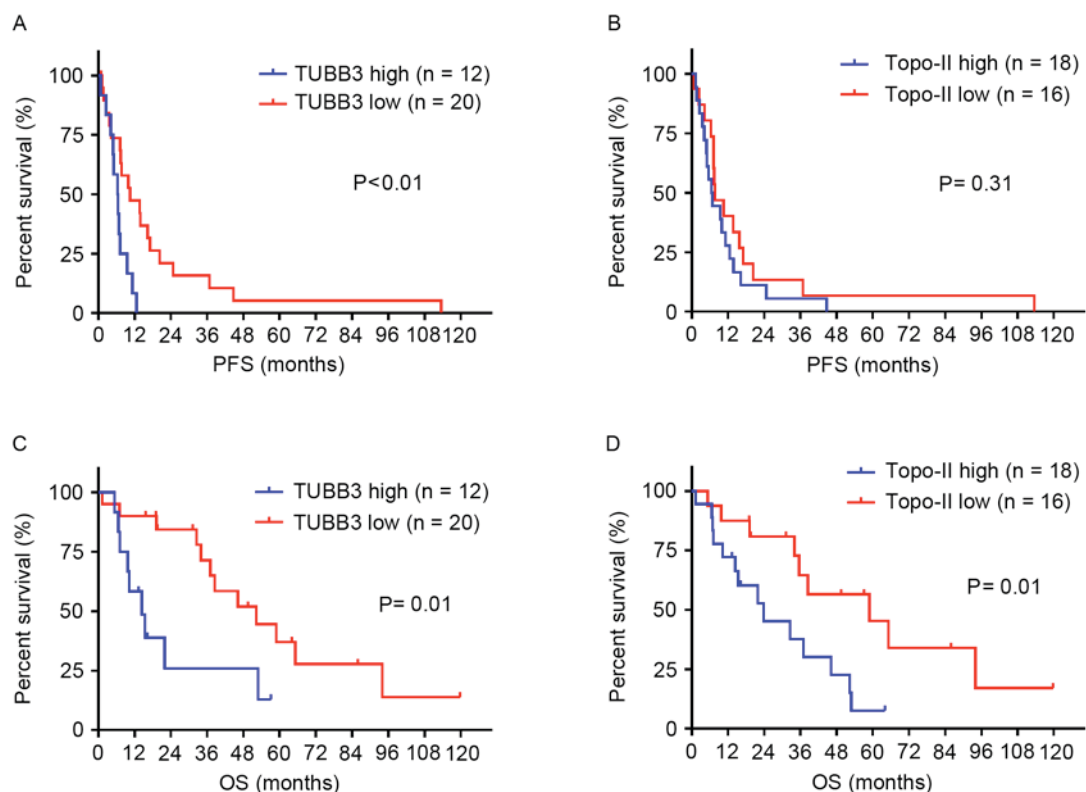 A
TUBB3 high (n = 12)
TUBB3 low (n = 20)
P<0.01
Percent survival (%)
100
75
50
25
0
0 12 24 36 48 60 72 84 96 108 120
PFS (months)
B
Topo-II high (n = 18)
Topo-II low (n = 16)
P= 0.31
Percent survival (%)
100
75
50
25
0
0 12 24 36 48 60 72 84 96 108 120
PFS (months)
C
TUBB3 high (n = 12)
TUBB3 low (n = 20)
P= 0.01
Percent survival (%)
100
75
50
25
0
0 12 24 36 48 60 72 84 96 108 120
OS (months)
D
Topo-II high (n = 18)
Topo-II low (n = 16)
P= 0.01
Percent survival (%)
100
75
50
25
0
0 12 24 36 48 60 72 84 96 108 120
OS (months)